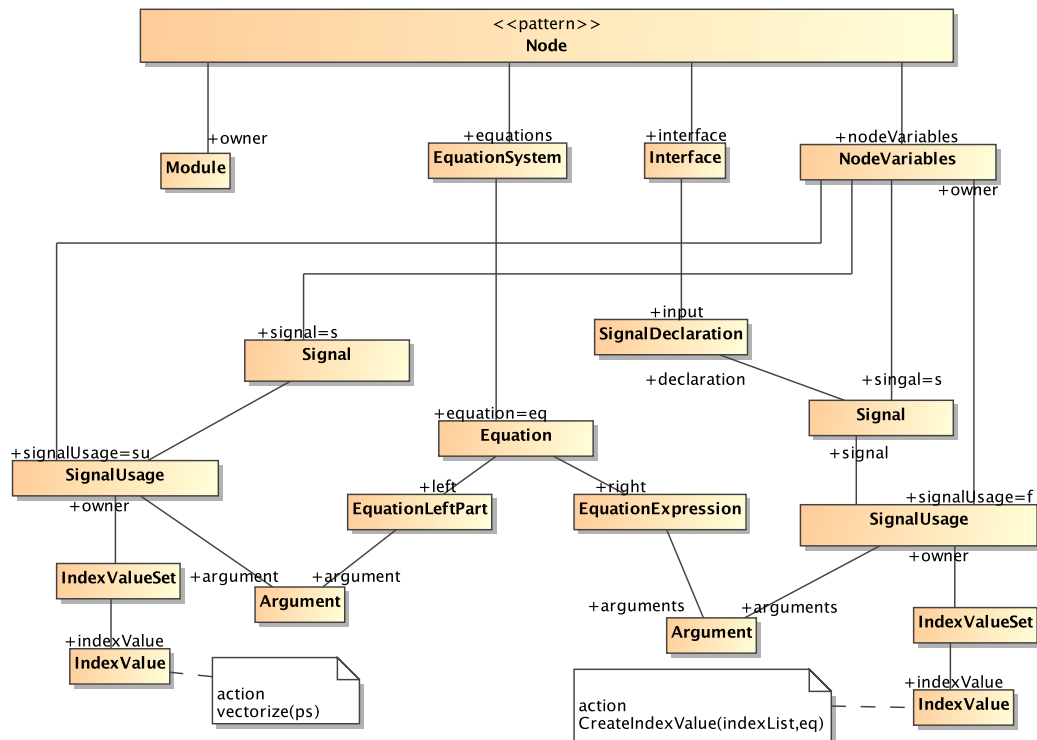 <<pattern>>
Node
+owner
+equations
+interface
+nodeVariables
Module
EquationSystem
Interface
NodeVariables
+owner
+input
+signal=s
SignalDeclaration
Signal
+declaration
+singal=s
+equation=eq
Signal
Equation
+signalUsage=su
+signal
SignalUsage
+left
+right
+signalUsage=f
+owner
EquationLeftPart
EquationExpression
SignalUsage
+owner
IndexValueSet
+argument
+argument
Argument
+arguments
+arguments
IndexValueSet
Argument
+indexValue
IndexValue
+indexValue
IndexValue
action
vectorize(ps)
action
CreateIndexValue(indexList,eq)